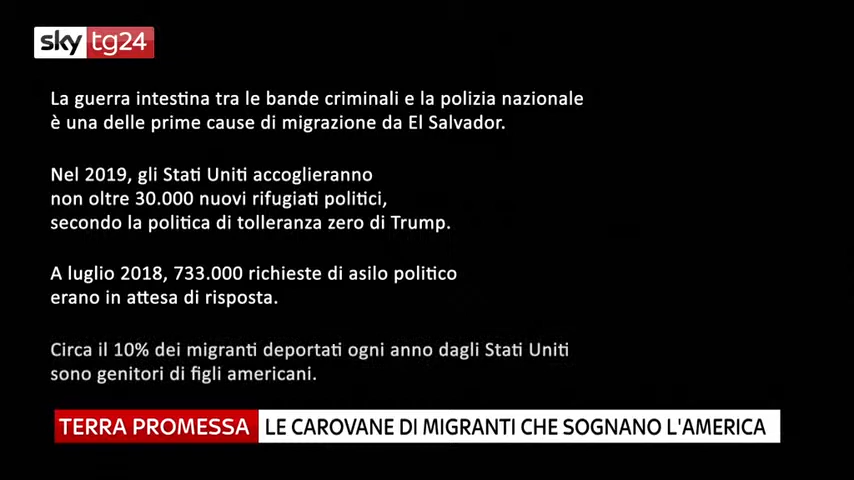 sky tg24
La guerra intestina tra le bande criminali e la polizia nazionale
è una delle prime cause di migrazione da El Salvador.
Nel 2019, gli Stati Uniti accoglieranno
non oltre 30.000 nuovi rifugiati politici,
secondo la politica di tolleranza zero di Trump.
A luglio 2018, 733.000 richieste di asilo politico
erano in attesa di risposta.
Circa il 10% dei migranti deportati ogni anno dagli Stati Uniti
sono genitori di figli americani.
TERRA PROMESSA LE CAROVANE DI MIGRANTI CHE SOGNANO L'AMERICA